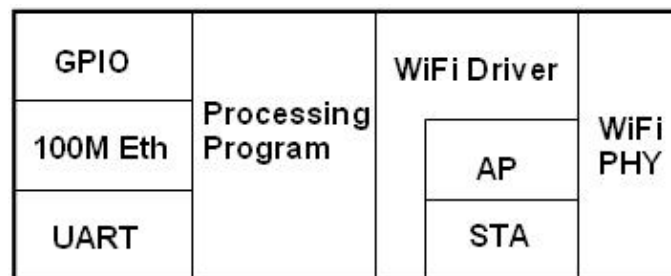 GPIO
100M Eth
UART
Processing
Program
WiFi Driver
AP
STA
WiFi
PHY